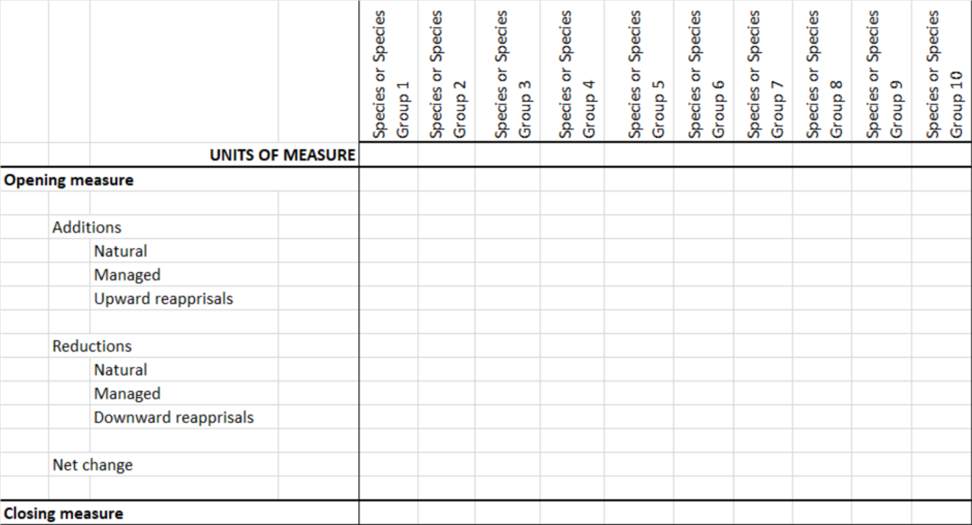 Species or Species
Group 1
Species or Species
Group 2
Species or Species
Group 3
Species or Species
Group 4
Species or Species
Group 5
Species or Species
Group 6
Species or Species
Group 7
Species or Species
Group 8
Species or Species
Group 9
Species or Species
Group 10
UNITS OF MEASURE
Opening measure
Additions
Natural
Managed
Upward reapprisals
Reductions
Natural
Managed
Downward reapprisals
Net change
Closing measure